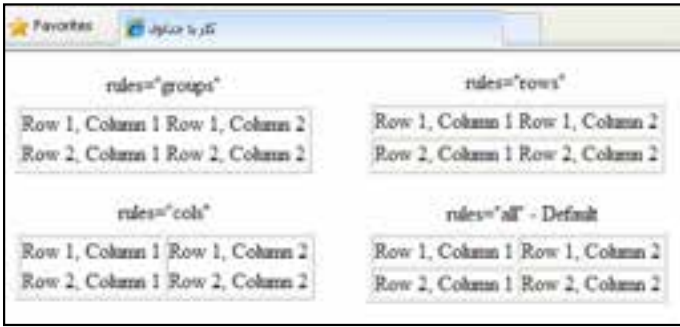 Favorites
کار با جداول
rules="groups"
Row 1, Column 1 Row 1, Column 2
Row 2, Column 1 Row 2, Column 2
rules="rows"
Row 1, Column 1 Row 1, Column 2
Row 2, Column 1 Row 2, Column 2
rules="cols"
Row 1, Column 1 Row 1, Column 2
Row 2, Column 1 Row 2, Column 2
rules="all" - Default
Row 1, Column 1 Row 1, Column 2
Row 2, Column 1 Row 2, Column 2